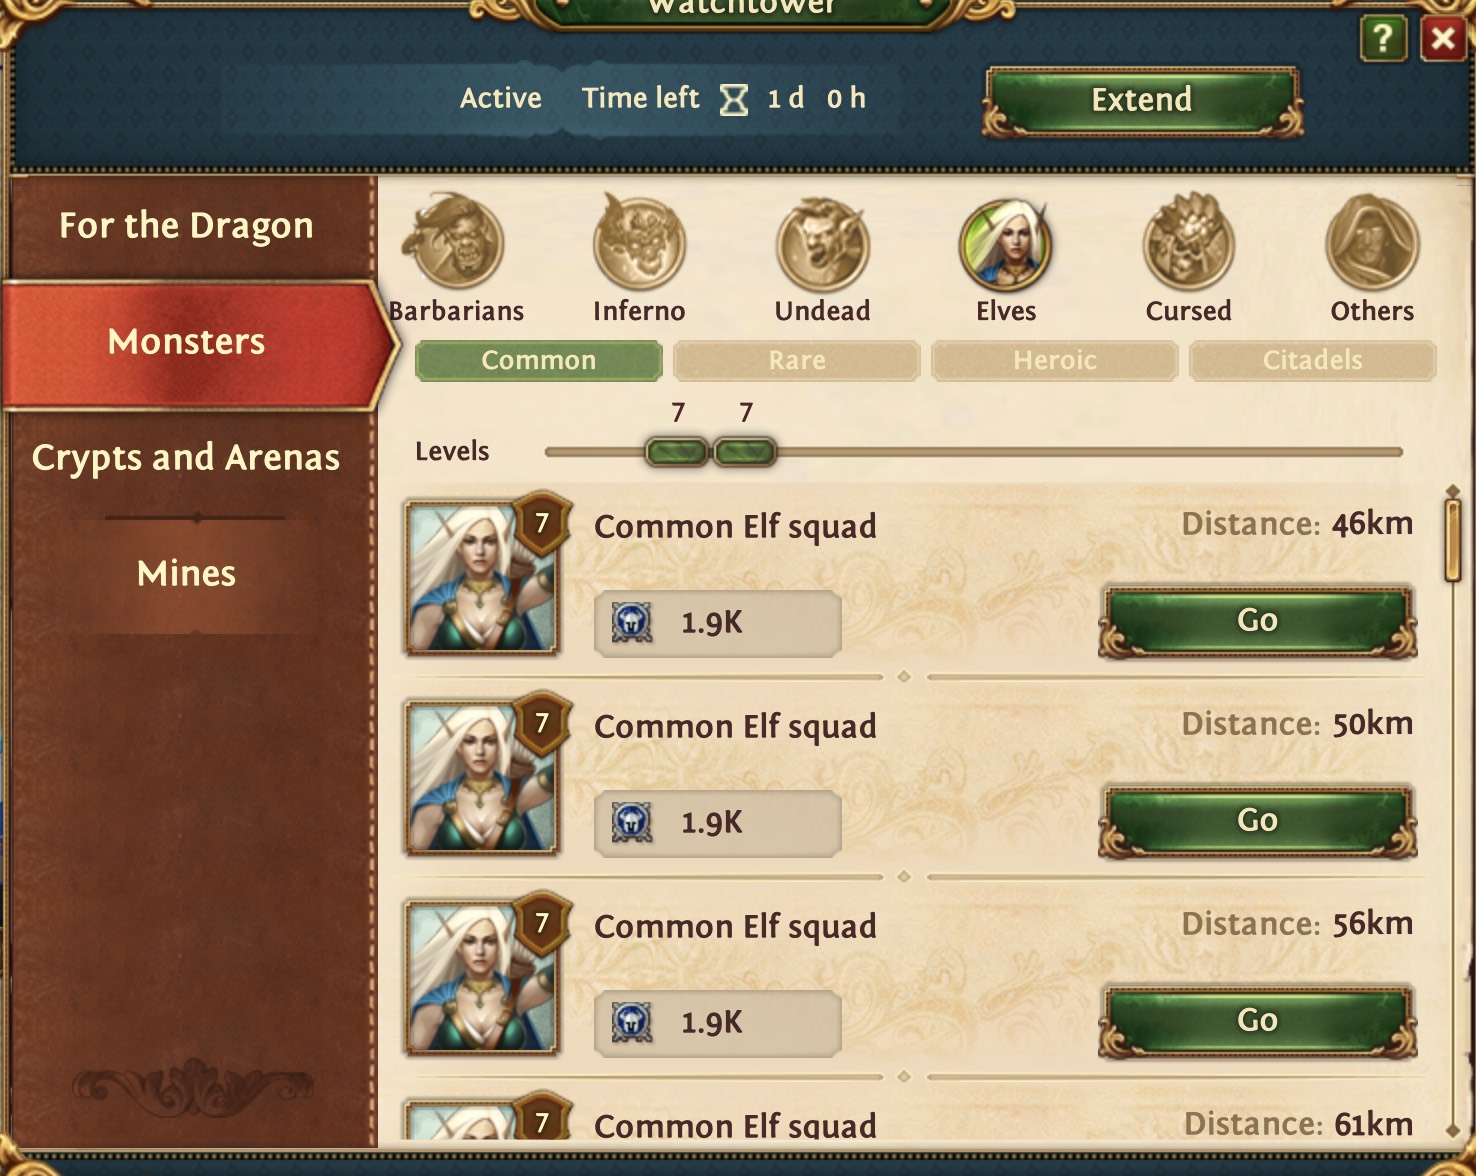 Watchtower
?
Active Time left 1 d 0 h
Extend
For the Dragon
Monsters
Crypts and Arenas
Mines
Barbarians Inferno Undead Elves Cursed Others
Common Rare Heroic Citadels
7 7
Levels
7 Common Elf squad Distance: 46km
1.9K Go
7 Common Elf squad Distance: 50km
1.9K Go
7 Common Elf squad Distance: 56km
1.9K Go
7 Common Elf squad Distance: 61km